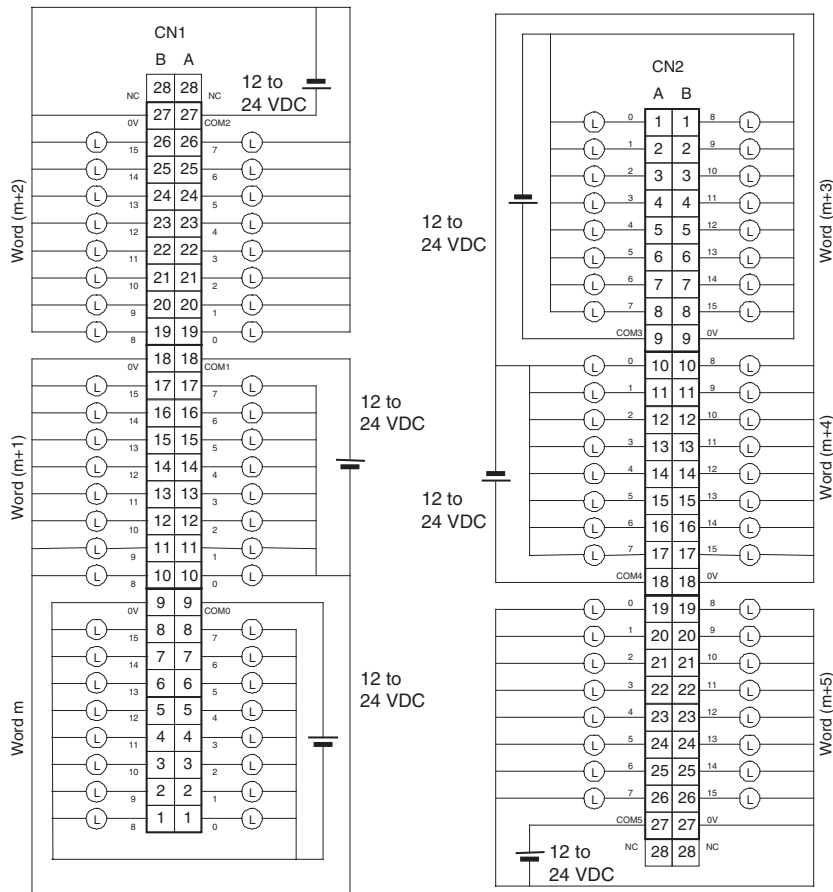 CN1
B A
NC 28 28 NC
12 to
24 VDC
0V 27 27 COM2
L 15 26 26 7 L
L 14 25 25 6 L
L 13 24 24 5 L
L 12 23 23 4 L
L 11 22 22 3 L
L 10 21 21 2 L
L 9 20 20 1 L
L 8 19 19 0 L
Word (m+2)
0V 18 18 COM1
L 15 17 17 7 L
L 14 16 16 6 L
L 13 15 15 5 L
L 12 14 14 4 L
L 11 13 13 3 L
L 10 12 12 2 L
L 9 11 11 1 L
L 8 10 10 0 L
Word (m+1)
12 to
24 VDC
0V 9 9 COM0
L 15 8 8 7 L
L 14 7 7 6 L
L 13 6 6 5 L
L 12 5 5 4 L
L 11 4 4 3 L
L 10 3 3 2 L
L 9 2 2 1 L
L 8 1 1 0 L
Word m
12 to
24 VDC
CN2
A B
L 0 1 1 8 L
L 1 2 2 9 L
L 2 3 3 10 L
L 3 4 4 11 L
L 4 5 5 12 L
L 5 6 6 13 L
L 6 7 7 14 L
L 7 8 8 15 L
COM3 9 9 0V
12 to
24 VDC
Word (m+3)
L 0 10 10 8 L
L 1 11 11 9 L
L 2 12 12 10 L
L 3 13 13 11 L
L 4 14 14 12 L
L 5 15 15 13 L
L 6 16 16 14 L
L 7 17 17 15 L
COM4 18 18 0V
12 to
24 VDC
Word (m+4)
L 0 19 19 8 L
L 1 20 20 9 L
L 2 21 21 10 L
L 3 22 22 11 L
L 4 23 23 12 L
L 5 24 24 13 L
L 6 25 25 14 L
L 7 26 26 15 L
COM5 27 27 0V
NC 28 28 NC
12 to
24 VDC
Word (m+5)